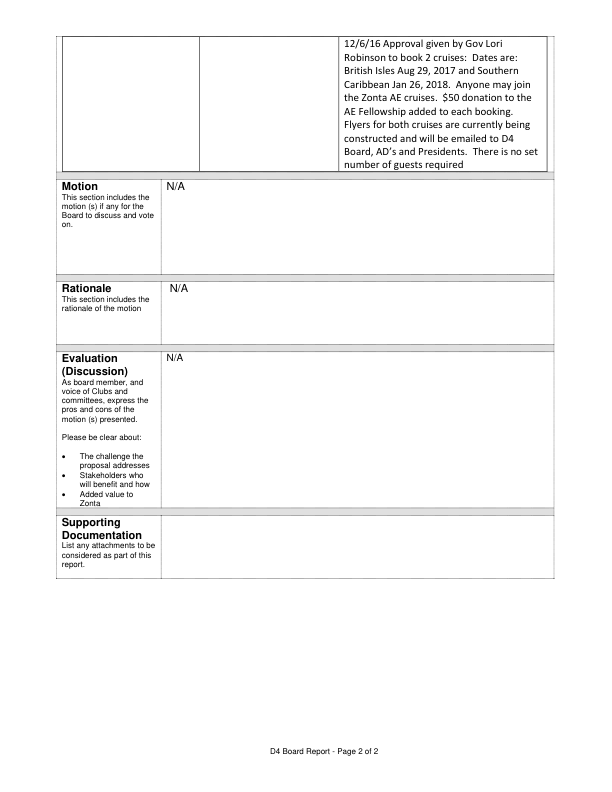 12/6/16 Approval given by Gov Lori
Robinson to book 2 cruises:  Dates are:
British Isles Aug 29, 2017 and Southern
Caribbean Jan 26, 2018.  Anyone may join
the Zonta AE cruises.  $50 donation to the
AE Fellowship added to each booking.
Flyers for both cruises are currently being
constructed and will be emailed to D4
Board, AD's and Presidents.  There is no set
number of guests required
Motion
This section includes the
motion (s) if any for the
Board to discuss and vote
on.
N/A
Rationale
This section includes the
rationale of the motion
N/A
Evaluation
(Discussion)
As board member, and
voice of Clubs and
committees, express the
pros and cons of the
motion (s) presented.
Please be clear about:
• The challenge the
proposal addresses
• Stakeholders who
will benefit and how
• Added value to
Zonta
N/A
Supporting
Documentation
List any attachments to be
considered as part of this
report.
D4 Board Report - Page 2 of 2